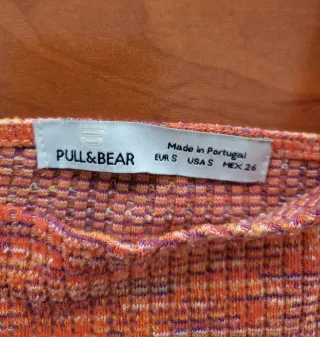 PULL&BEAR
Made in Portugal
EUR S USA S MEX 26